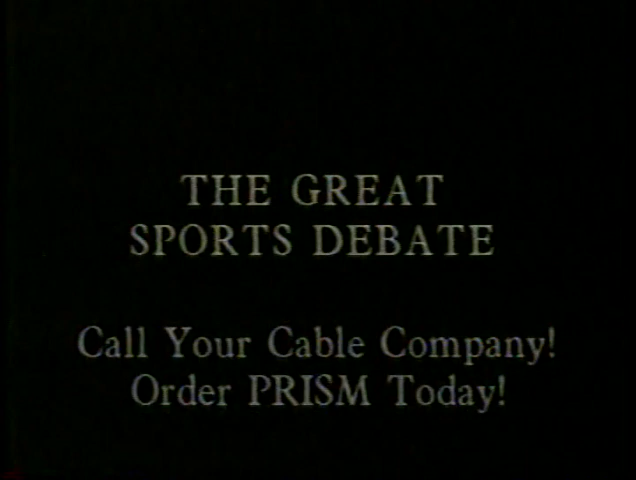 THE GREAT
SPORTS DEBATE
Call Your Cable Company!
Order PRISM Today!